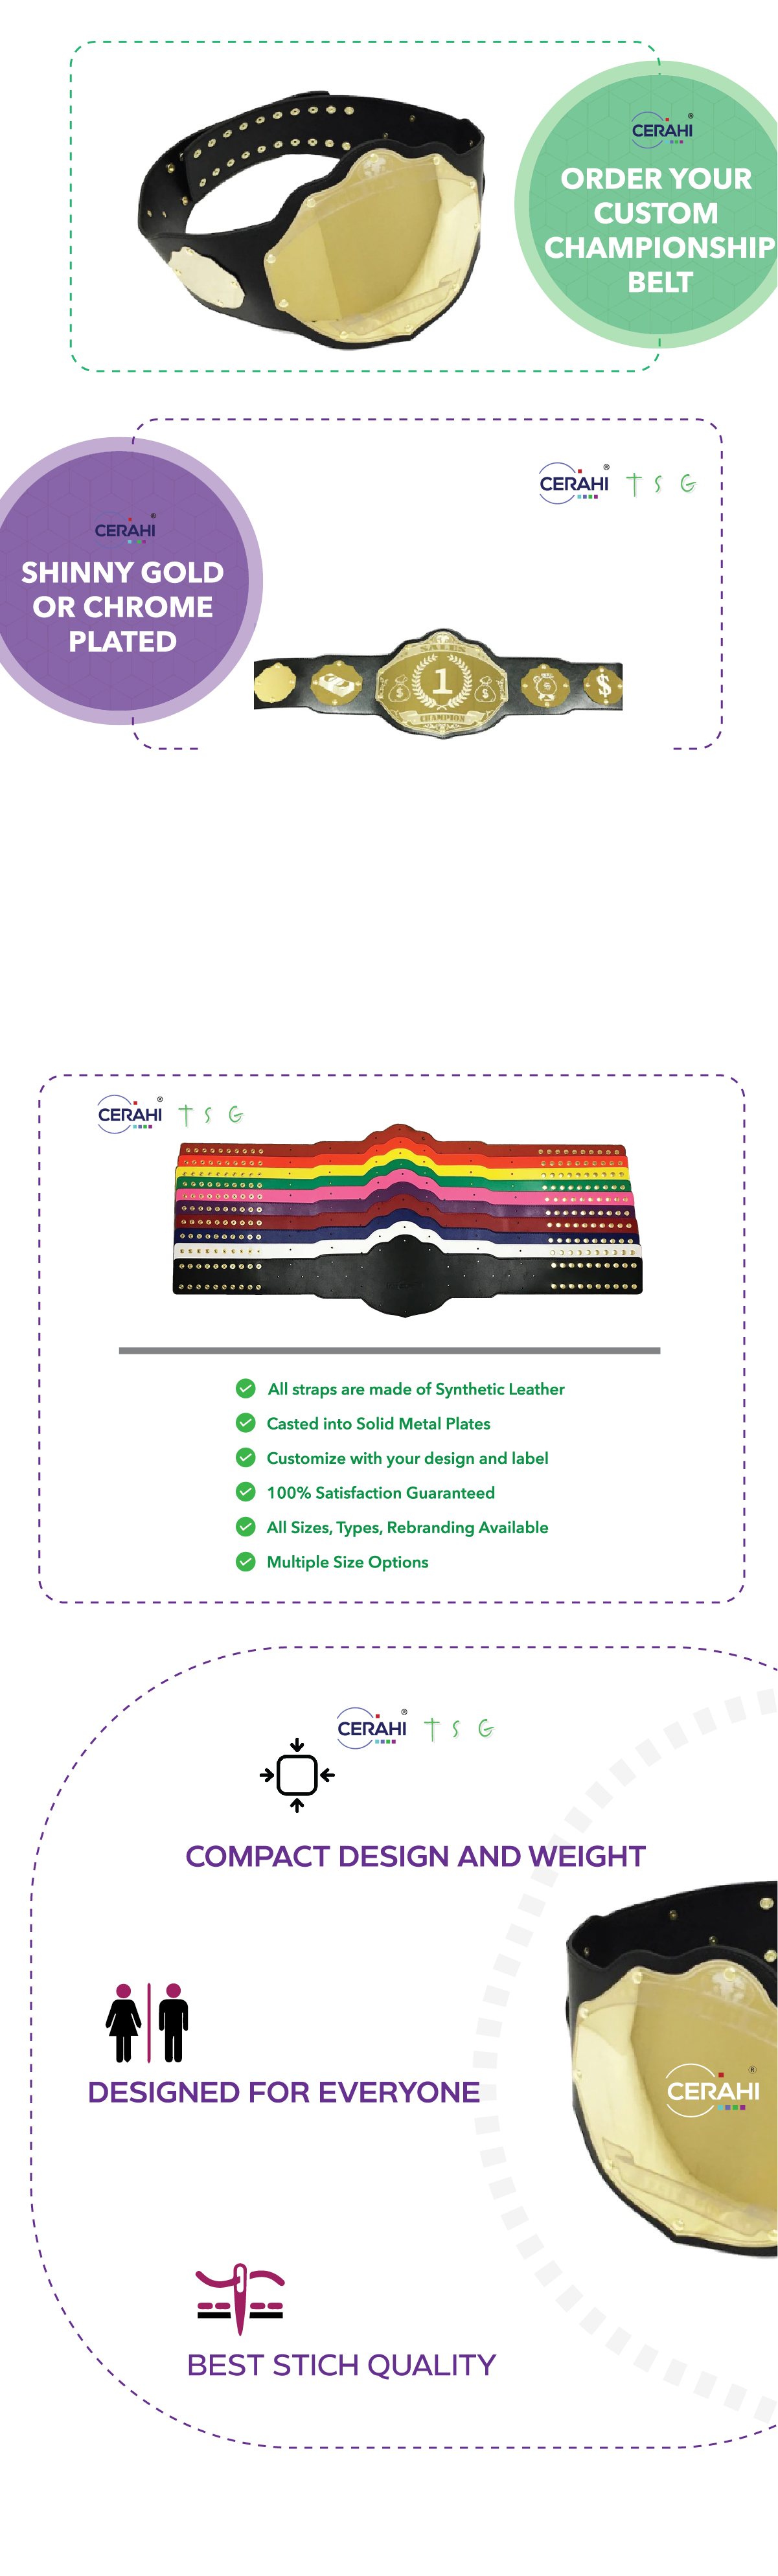 CERAHI
®
ORDER YOUR
CUSTOM
CHAMPIONSHIP
BELT
CERAHI
®
T S G
CERAHI
®
SHINNY GOLD
OR CHROME
PLATED
SALES
$ 1 $ $
CHAMPION
CERAHI
®
T S G
All straps are made of Synthetic Leather
Casted into Solid Metal Plates
Customize with your design and label
100% Satisfaction Guaranteed
All Sizes, Types, Rebranding Available
Multiple Size Options
CERAHI
®
T S G
COMPACT DESIGN AND WEIGHT
CERAHI
®
DESIGNED FOR EVERYONE
BEST STICH QUALITY